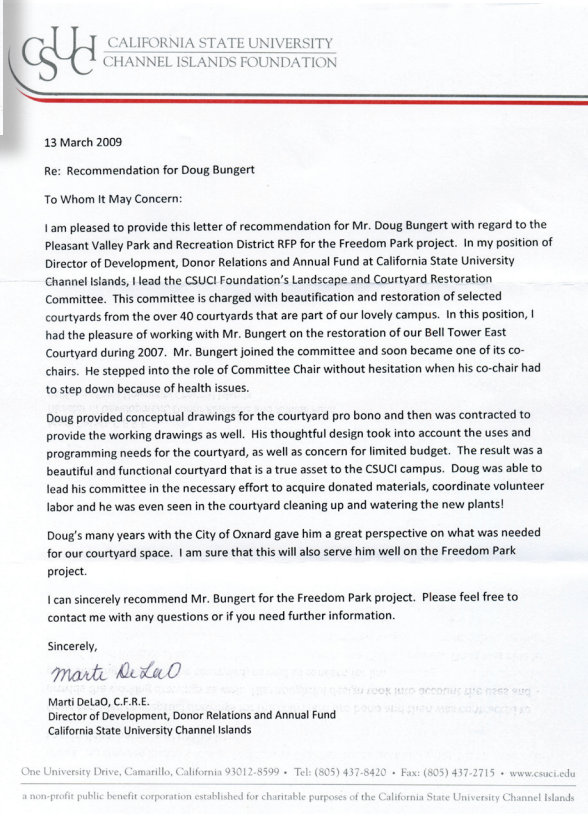 CSUCI
CALIFORNIA STATE UNIVERSITY
CHANNEL ISLANDS FOUNDATION
13 March 2009
Re: Recommendation for Doug Bungert
To Whom It May Concern:
I am pleased to provide this letter of recommendation for Mr. Doug Bungert with regard to the
Pleasant Valley Park and Recreation District RFP for the Freedom Park project. In my position of
Director of Development, Donor Relations and Annual Fund at California State University
Channel Islands, I lead the CSUCI Foundation's Landscape and Courtyard Restoration
Committee. This committee is charged with beautification and restoration of selected
courtyards from the over 40 courtyards that are part of our lovely campus. In this position, I
had the pleasure of working with Mr. Bungert on the restoration of our Bell Tower East
Courtyard during 2007. Mr. Bungert joined the committee and soon became one of its co-
chairs. He stepped into the role of Committee Chair without hesitation when his co-chair had
to step down because of health issues.
Doug provided conceptual drawings for the courtyard pro bono and then was contracted to
provide the working drawings as well. His thoughtful design took into account the uses and
programming needs for the courtyard, as well as concern for limited budget. The result was a
beautiful and functional courtyard that is a true asset to the CSUCI campus. Doug was able to
lead his committee in the necessary effort to acquire donated materials, coordinate volunteer
labor and he was even seen in the courtyard cleaning up and watering the new plants!
Doug's many years with the City of Oxnard gave him a great perspective on what was needed
for our courtyard space. I am sure that this will also serve him well on the Freedom Park
project.
I can sincerely recommend Mr. Bungert for the Freedom Park project. Please feel free to
contact me with any questions or if you need further information.
Sincerely,
Marti DeLaO
Marti DeLaO, C.F.R.E.
Director of Development, Donor Relations and Annual Fund
California State University Channel Islands
One University Drive, Camarillo, California 93012-8599 • Tel: (805) 437-8420 • Fax: (805) 437-2715 • www.csuci.edu
a non-profit public benefit corporation established for charitable purposes of the California State University Channel Islands